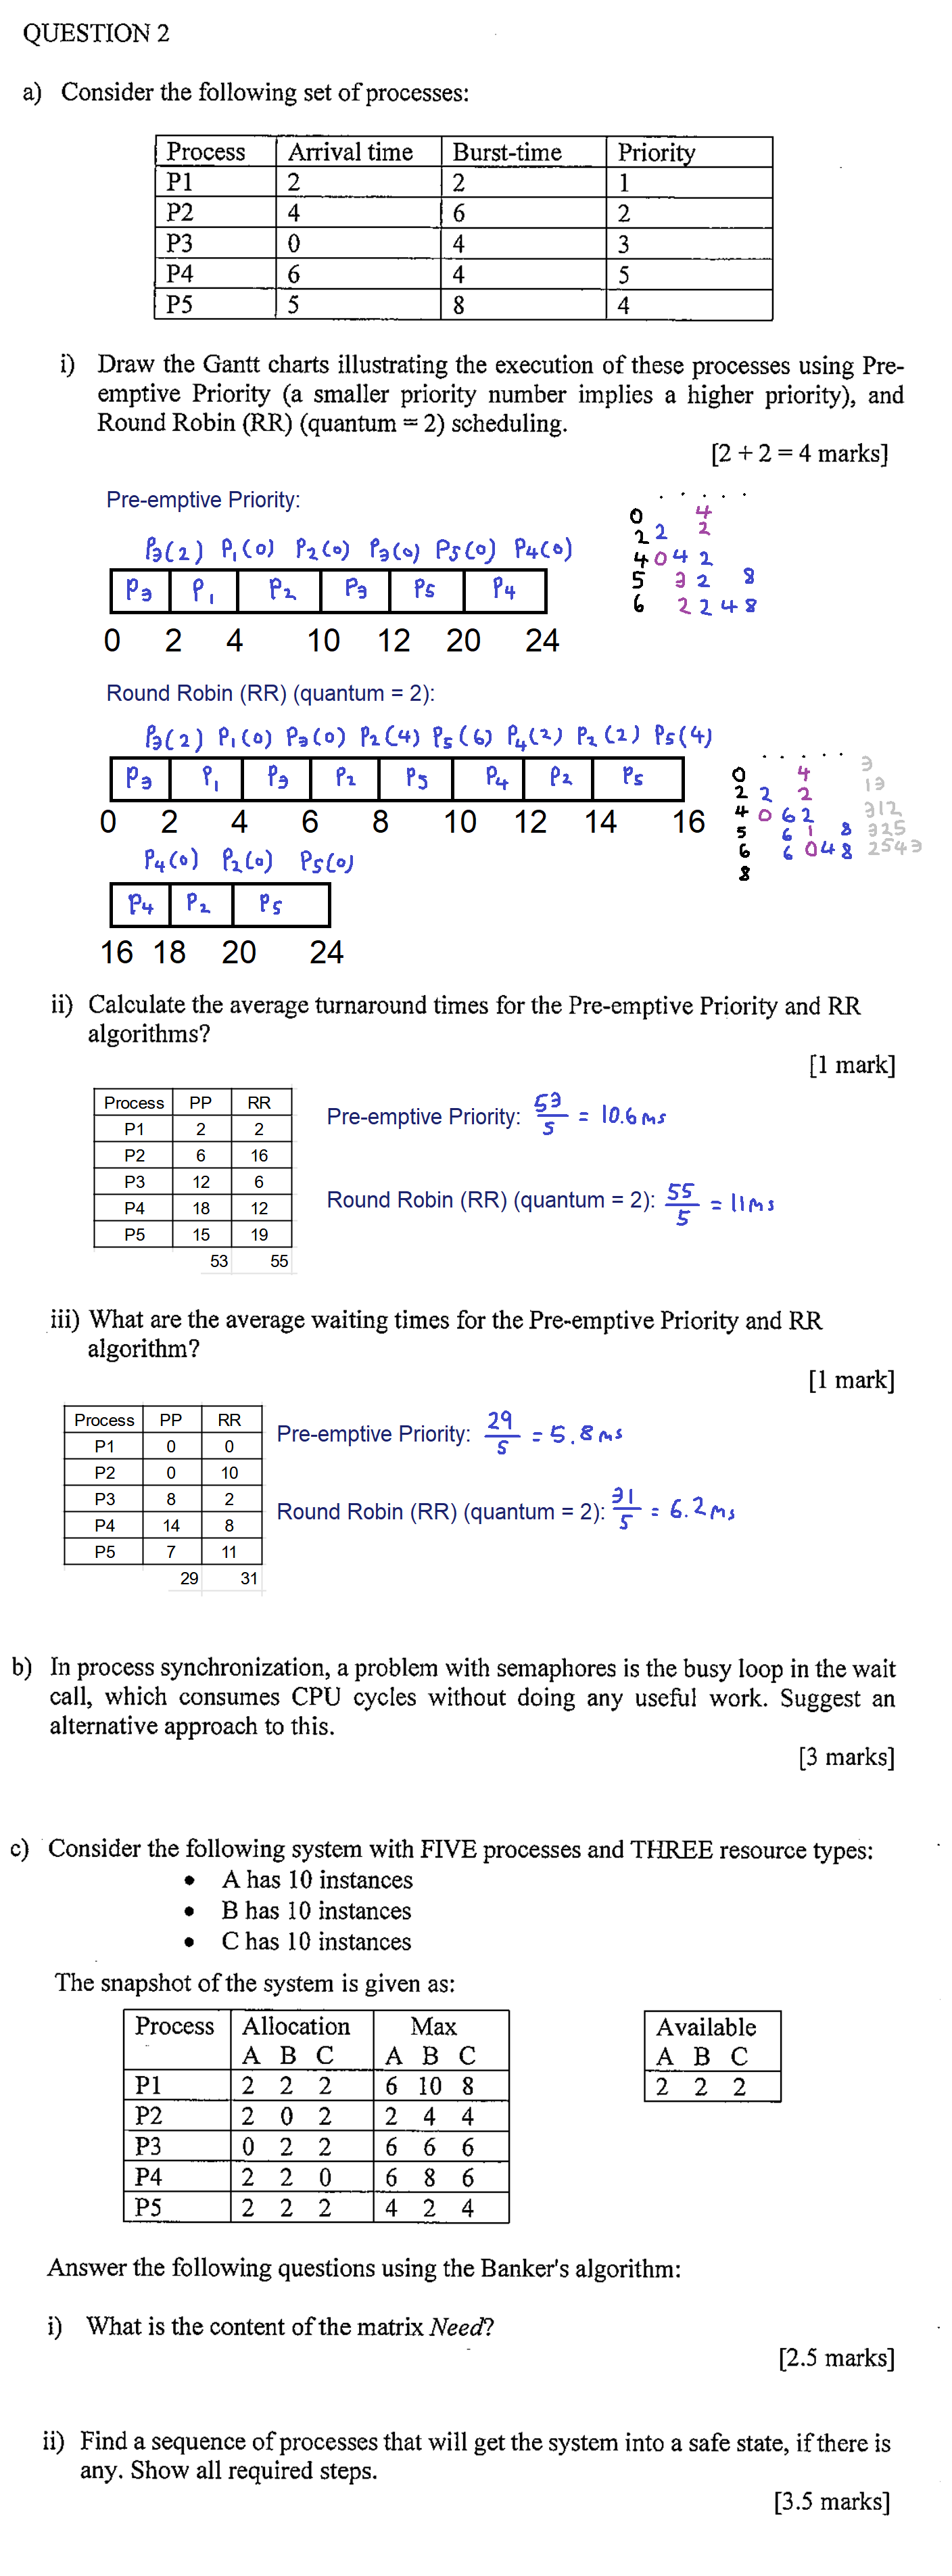 QUESTION 2
a) Consider the following set of processes:
Process Arrival time Burst-time Priority
P1 2 2 1
P2 4 6 2
P3 0 4 3
P4 6 4 5
P5 5 8 4
i) Draw the Gantt charts illustrating the execution of these processes using Pre-
emptive Priority (a smaller priority number implies a higher priority), and
Round Robin (RR) (quantum = 2) scheduling.
[2 + 2 = 4 marks]
Pre-emptive Priority:
P3(2) P1(0) P2(0) P3(0) P5(0) P4(0)
P3 P1 P2 P3 P5 P4
0 2 4 10 12 20 24
0 4
2 2 2
4 0 4 2
5 3 2 8
6 2 2 4 8
Round Robin (RR) (quantum = 2):
P3(2) P1(0) P3(0) P2(4) P5(6) P4(2) P2(2) P5(4)
P3 P1 P3 P2 P5 P4 P2 P5
0 2 4 6 8 10 12 14 16
0 4 3
2 2 2 13
4 0 6 2 312
5 6 1 8 325
6 6 0 4 8 2543
8
P4(0) P2(0) P5(0)
P4 P2 P5
16 18 20 24
ii) Calculate the average turnaround times for the Pre-emptive Priority and RR
algorithms?
[1 mark]
Process PP RR
P1 2 2
P2 6 16
P3 12 6
P4 18 12
P5 15 19
53 55
Pre-emptive Priority: 53/5 = 10.6ms
Round Robin (RR) (quantum = 2): 55/5 = 11ms
iii) What are the average waiting times for the Pre-emptive Priority and RR
algorithm?
[1 mark]
Process PP RR
P1 0 0
P2 0 10
P3 8 2
P4 14 8
P5 7 11
29 31
Pre-emptive Priority: 29/5 = 5.8ms
Round Robin (RR) (quantum = 2): 31/5 = 6.2ms
b) In process synchronization, a problem with semaphores is the busy loop in the wait
call, which consumes CPU cycles without doing any useful work. Suggest an
alternative approach to this.
[3 marks]
c) Consider the following system with FIVE processes and THREE resource types:
• A has 10 instances
• B has 10 instances
• C has 10 instances
The snapshot of the system is given as:
Process Allocation Max
A B C A B C
P1 2 2 2 6 10 8
P2 2 0 2 2 4 4
P3 0 2 2 6 6 6
P4 2 2 0 6 8 6
P5 2 2 2 4 2 4
Available
A B C
2 2 2
Answer the following questions using the Banker's algorithm:
i) What is the content of the matrix Need?
[2.5 marks]
ii) Find a sequence of processes that will get the system into a safe state, if there is
any. Show all required steps.
[3.5 marks]